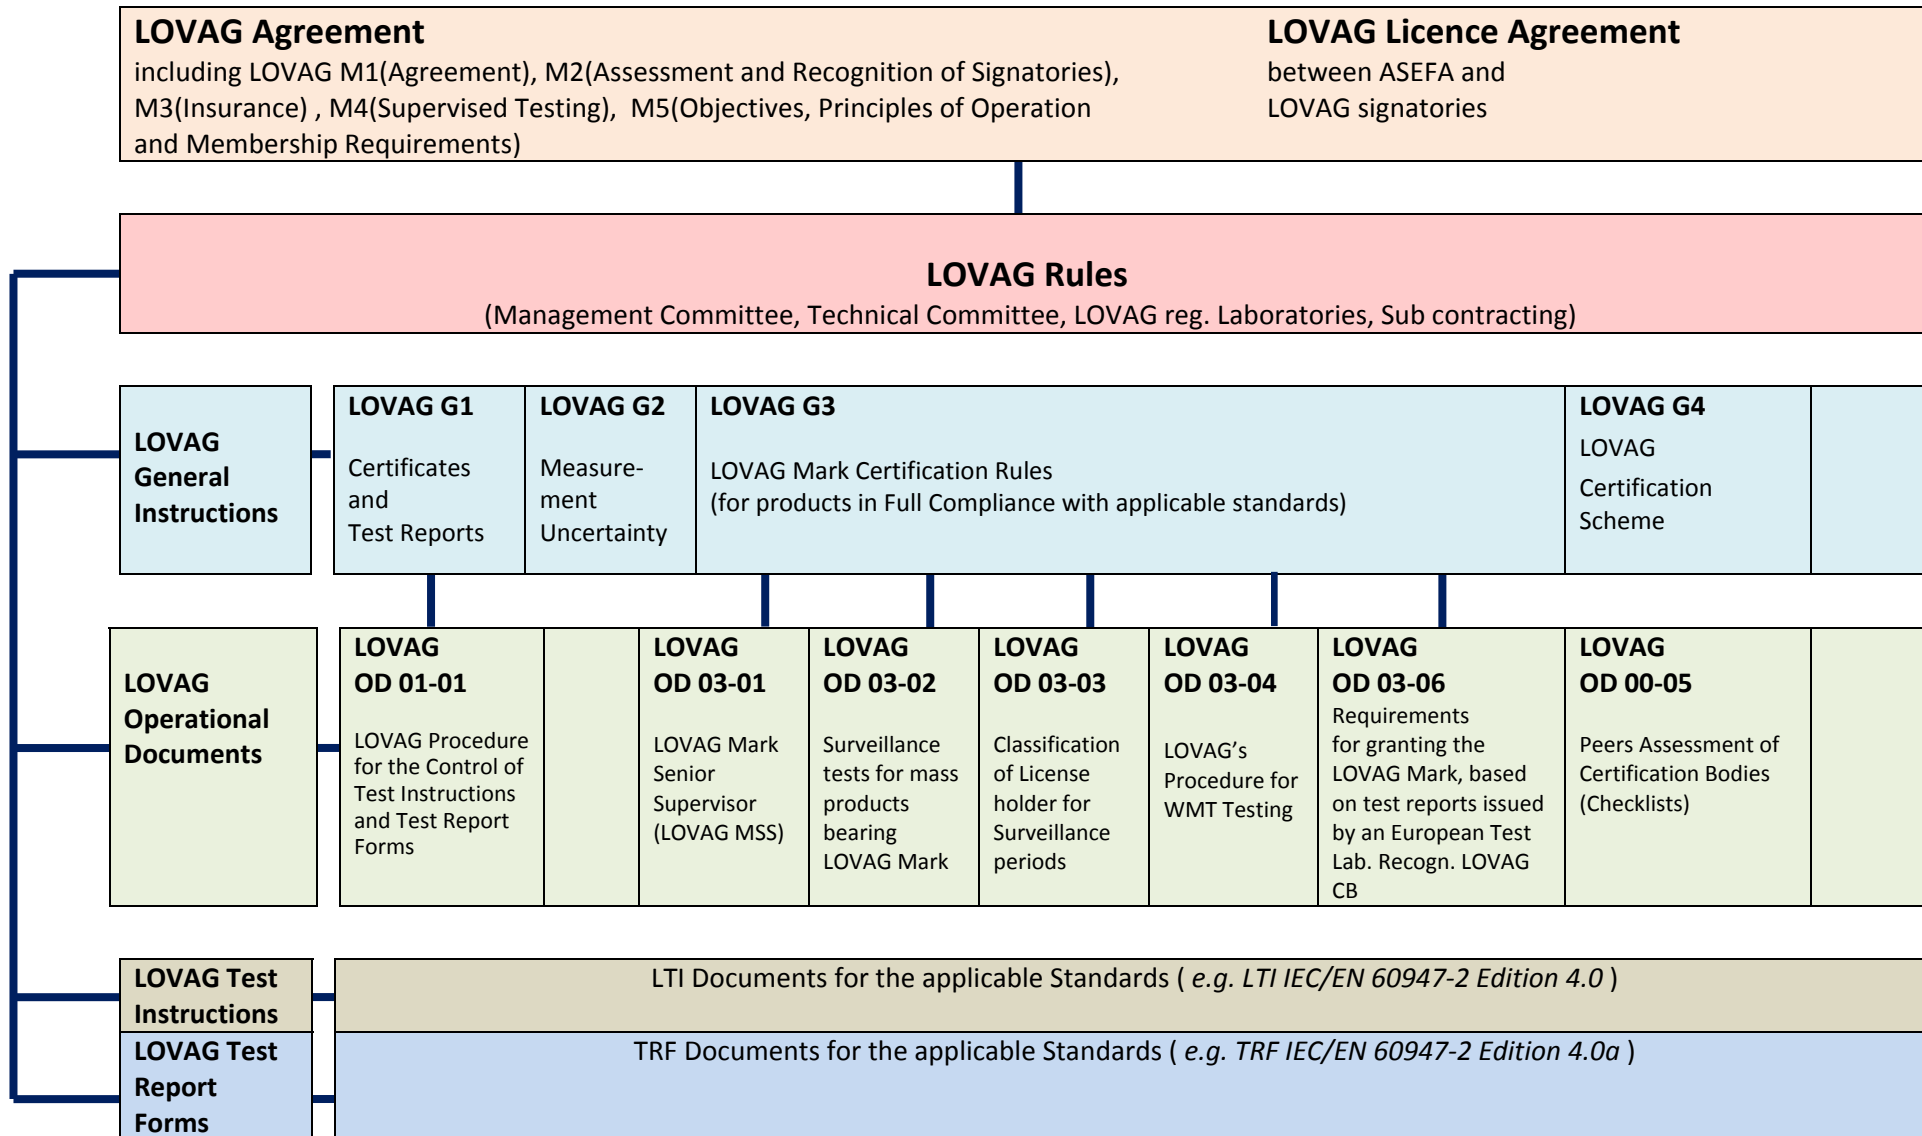 LOVAG Agreement
including LOVAG M1(Agreement), M2(Assessment and Recognition of Signatories),
M3(Insurance) , M4(Supervised Testing), M5(Objectives, Principles of Operation
and Membership Requirements)
LOVAG Licence Agreement
between ASEFA and
LOVAG signatories
LOVAG Rules
(Management Committee, Technical Committee, LOVAG reg. Laboratories, Sub contracting)
LOVAG
General
Instructions
LOVAG G1
Certificates
and
Test Reports
LOVAG G2
Measure-
ment
Uncertainty
LOVAG G3
LOVAG Mark Certification Rules
(for products in Full Compliance with applicable standards)
LOVAG G4
LOVAG
Certification
Scheme
LOVAG
Operational
Documents
LOVAG
OD 01-01
LOVAG Procedure
for the Control of
Test Instructions
and Test Report
Forms
LOVAG
OD 03-01
LOVAG Mark
Senior
Supervisor
(LOVAG MSS)
LOVAG
OD 03-02
Surveillance
tests for mass
products
bearing
LOVAG Mark
LOVAG
OD 03-03
Classification
of License
holder for
Surveillance
periods
LOVAG
OD 03-04
LOVAG’s
Procedure for
WMT Testing
LOVAG
OD 03-06
Requirements
for granting the
LOVAG Mark, based
on test reports issued
by an European Test
Lab. Recogn. LOVAG
CB
LOVAG
OD 00-05
Peers Assessment of
Certification Bodies
(Checklists)
LOVAG Test
Instructions
LTI Documents for the applicable Standards ( e.g. LTI IEC/EN 60947-2 Edition 4.0 )
LOVAG Test
Report
Forms
TRF Documents for the applicable Standards ( e.g. TRF IEC/EN 60947-2 Edition 4.0a )